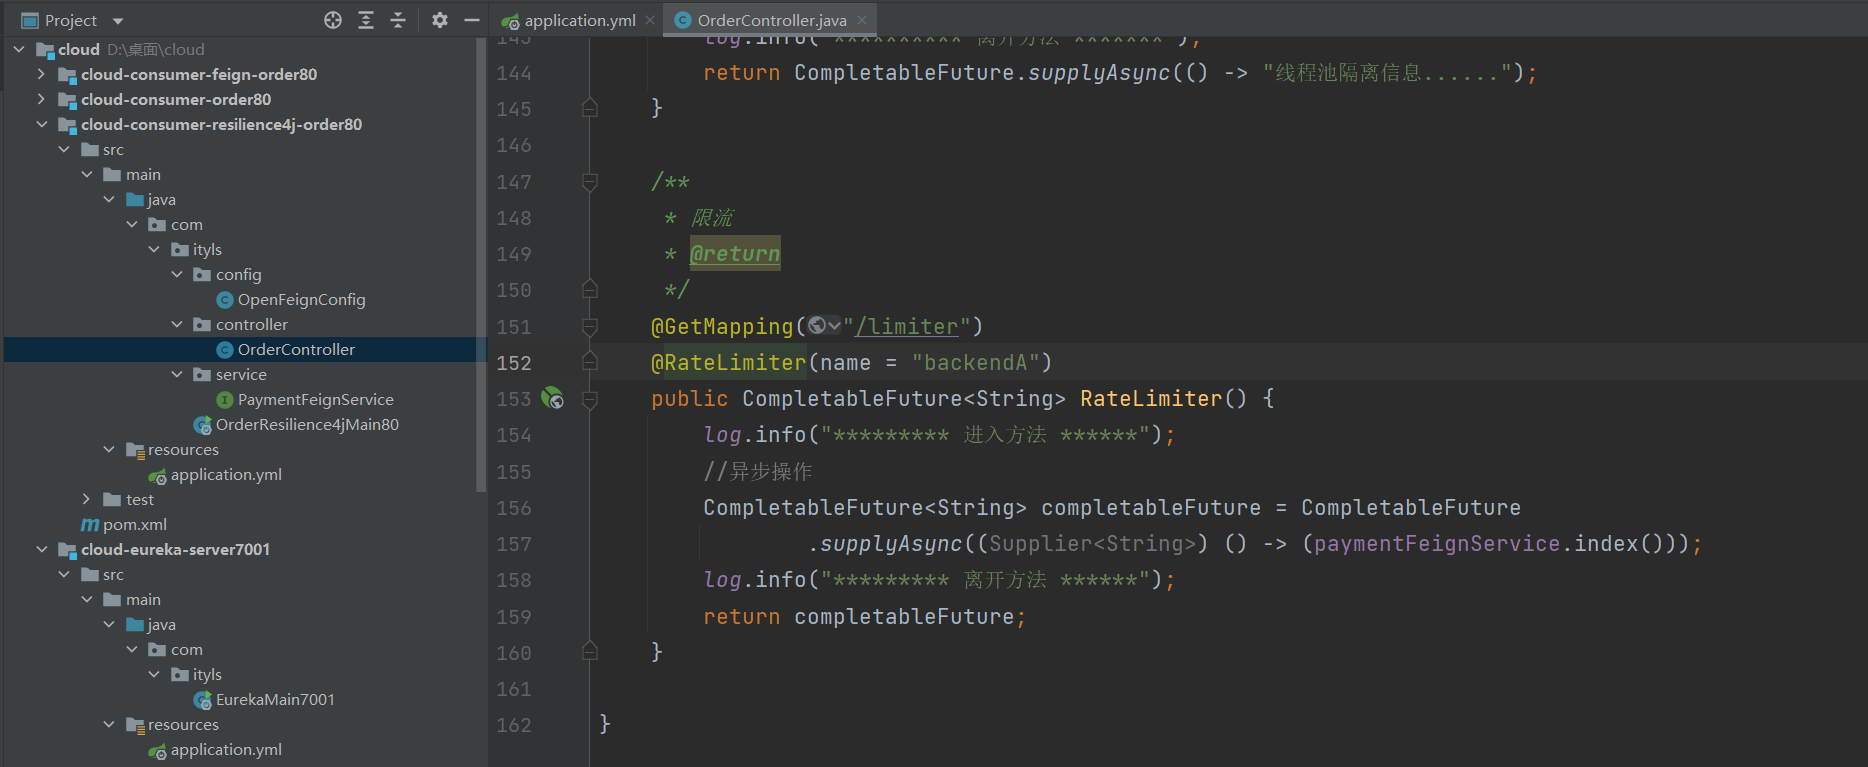 Project
cloud D:\桌面\cloud
cloud-consumer-feign-order80
cloud-consumer-order80
cloud-consumer-resilience4j-order80
src
main
java
com
ityls
config
OpenFeignConfig
controller
OrderController
service
PaymentFeignService
OrderResilience4jMain80
resources
application.yml
test
pom.xml
cloud-eureka-server7001
src
main
java
com
ityls
EurekaMain7001
resources
application.yml
application.yml OrderController.java
143 log.info("********** 离开方法 *******");
144 return CompletableFuture.supplyAsync(() -> "线程池隔离信息......");
145 }
146
147 /**
148 * 限流
149 * @return
150 */
151 @GetMapping("/limiter")
152 @RateLimiter(name = "backendA")
153 public CompletableFuture<String> RateLimiter() {
154 log.info("********* 进入方法 ******");
155 //异步操作
156 CompletableFuture<String> completableFuture = CompletableFuture
157 .supplyAsync((Supplier<String>) () -> (paymentFeignService.index()));
158 log.info("********* 离开方法 ******");
159 return completableFuture;
160 }
161
162 }